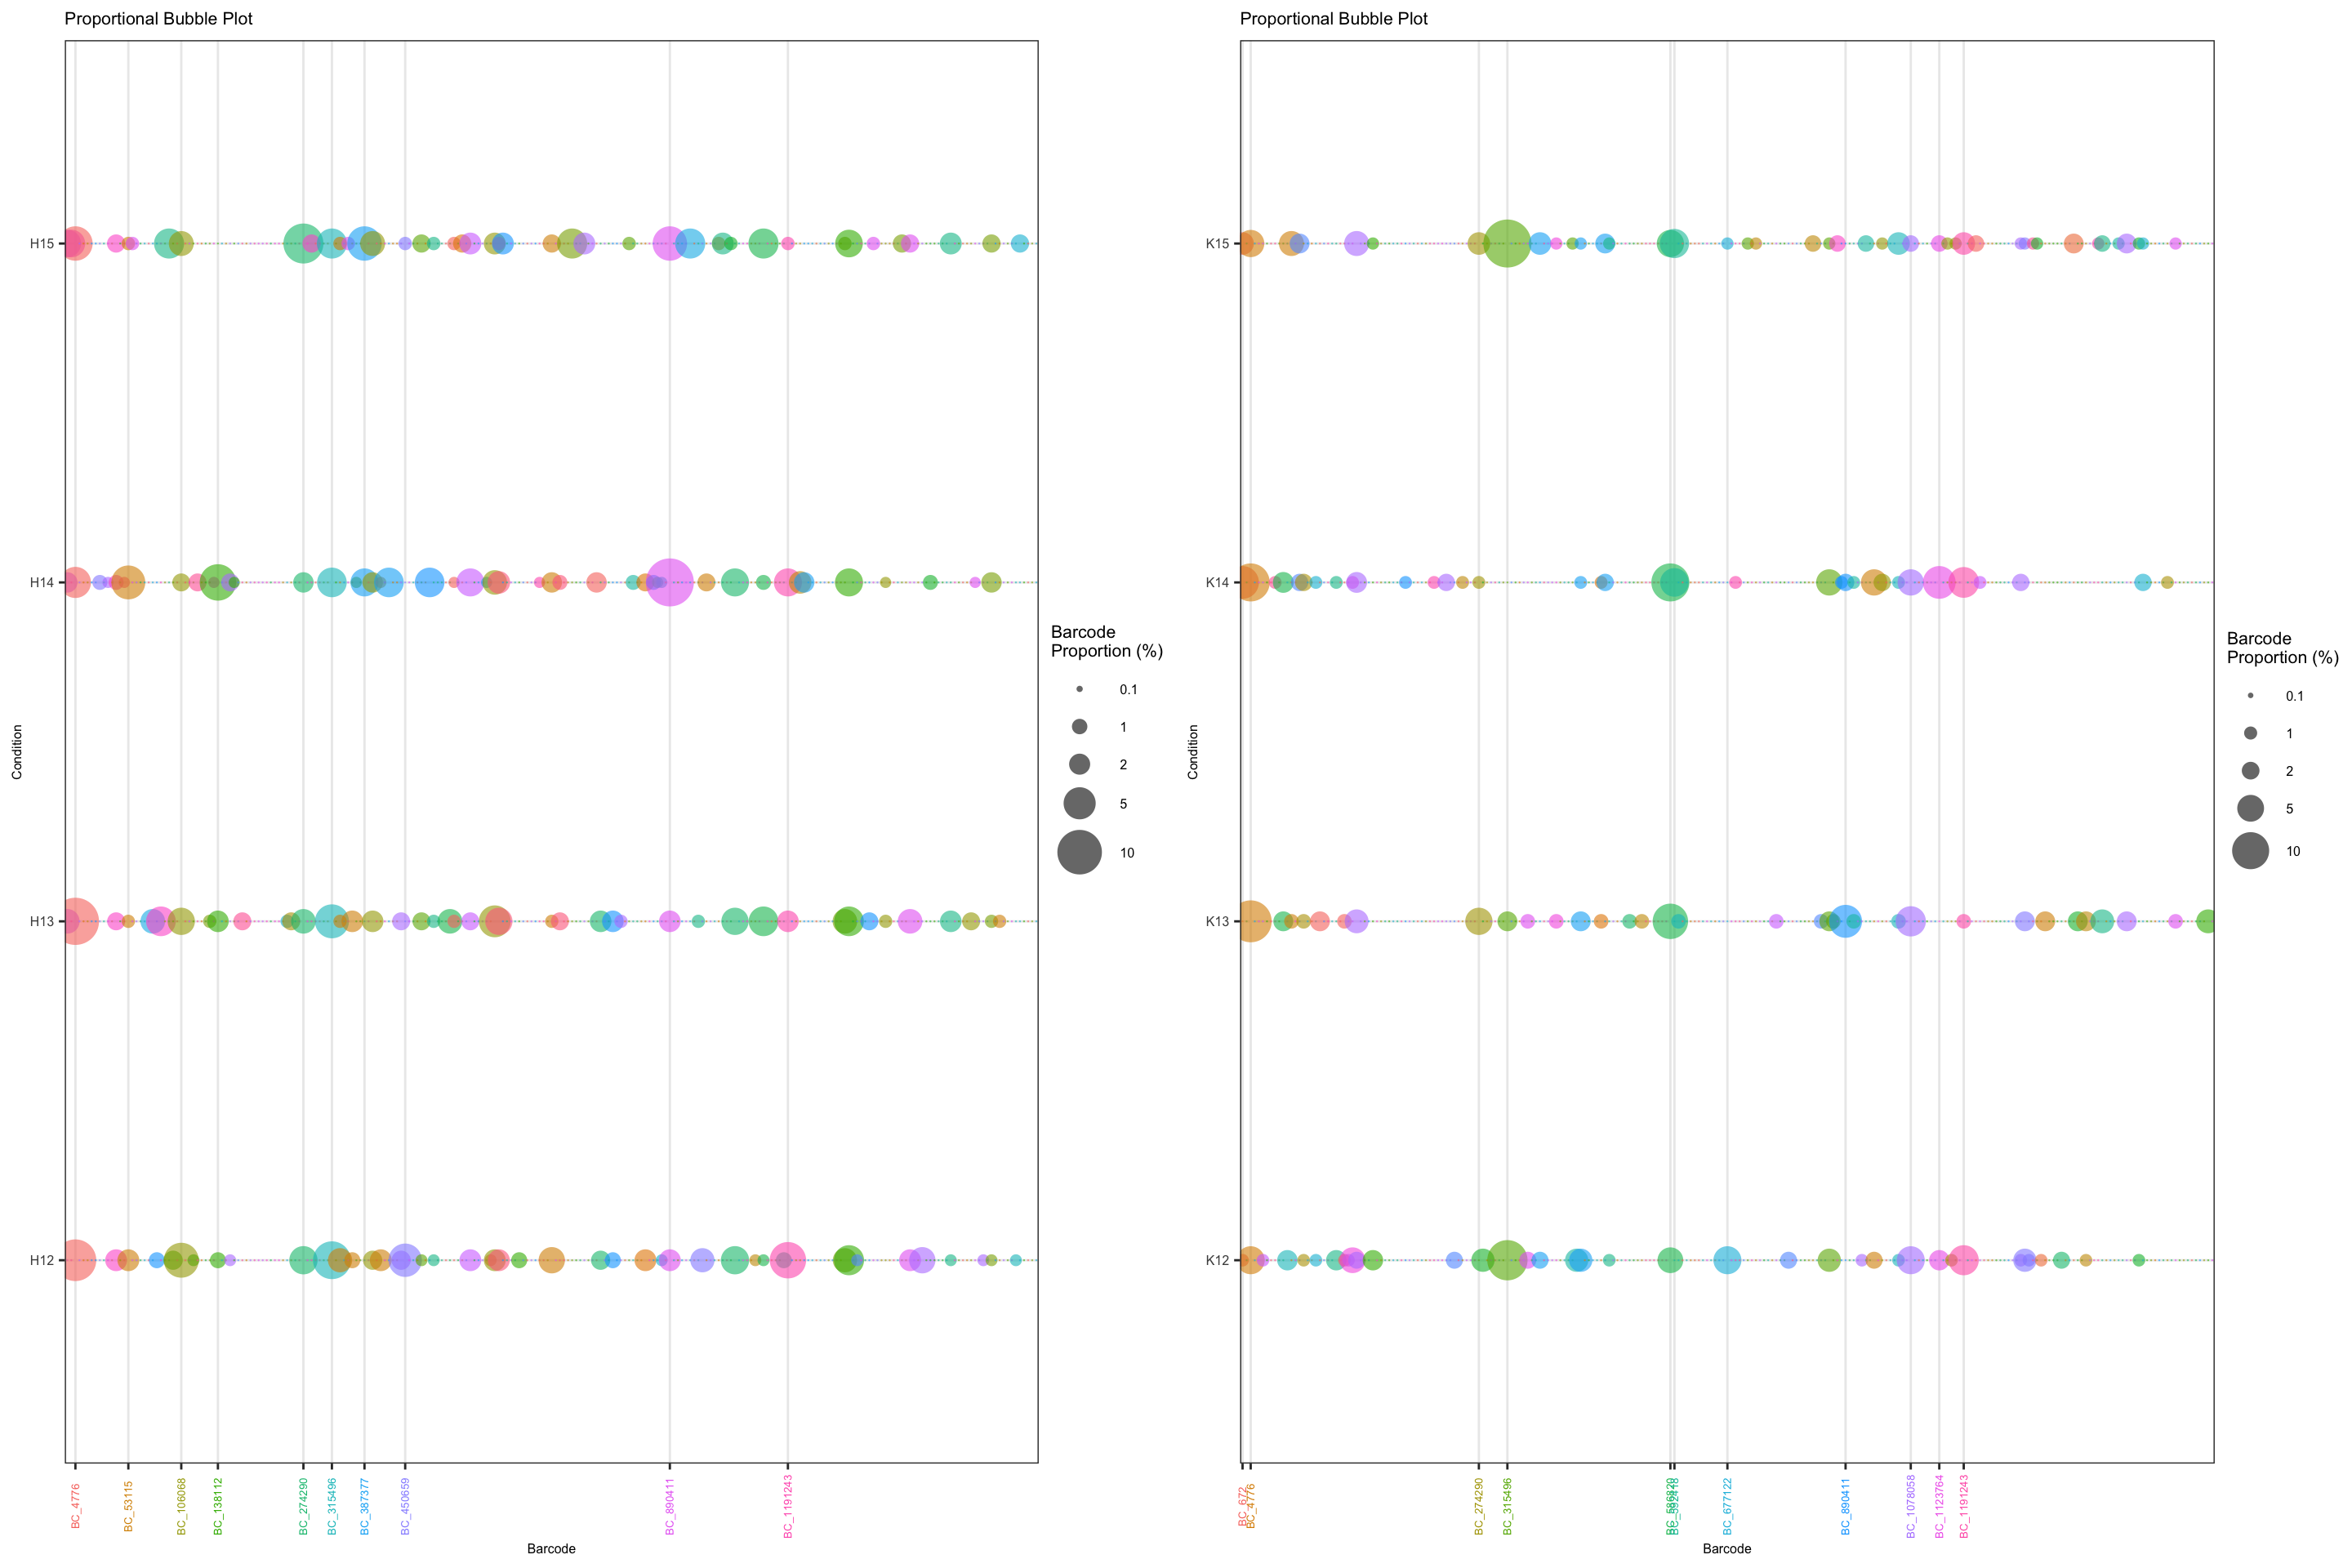 Proportional Bubble Plot
H15
H14
H13
H12
Condition
BC_4776
BC_53115
BC_106068
BC_138112
BC_274290
BC_315496
BC_387377
BC_450659
BC_890411
BC_1191243
Barcode
Barcode
Proportion (%)
0.1
1
2
5
10
Proportional Bubble Plot
K15
K14
K13
K12
Condition
BC_672
BC_4776
BC_274290
BC_315496
BC_677122
BC_890411
BC_1078058
BC_1123764
BC_1191243
Barcode
Barcode
Proportion (%)
0.1
1
2
5
10